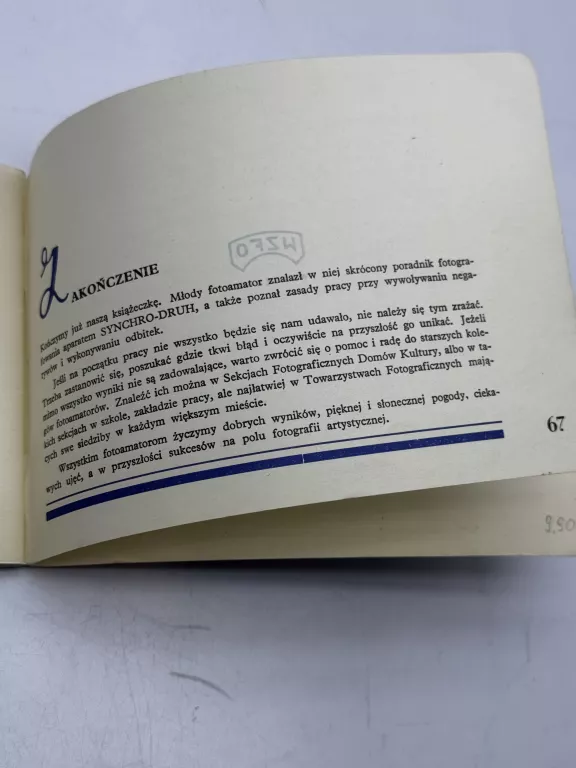 ZAKOŃCZENIE
Kończymy już naszą książeczkę. Młody fotoamator znalazł w niej skrócony poradnik fotogra-
fowania aparatem SYNCHRO-DRUH, a także poznał zasady pracy przy wywoływaniu nega-
tywów i wykonywaniu odbitek.
Jeśli na początku pracy nie wszystko będzie się nam udawało, nie należy się tym zrażać.
Trzeba zastanowić się, poszukać gdzie tkwi błąd i oczywiście na przyszłość go unikać. Jeżeli
mimo wszystko wyniki nie są zadowalające, warto zwrócić się o pomoc i radę do starszych kole-
gów fotoamatorów. Znaleźć ich można w Sekcjach Fotograficznych Domów Kultury, albo w ta-
kich sekcjach w szkole, zakładzie pracy, ale najłatwiej w Towarzystwach Fotograficznych mają-
cych swe siedziby w każdym większym mieście.
Wszystkim fotoamatorom życzymy dobrych wyników, pięknej i słonecznej pogody, cieka-
wych ujęć, a w przyszłości sukcesów na polu fotografii artystycznej.
67
WZFO